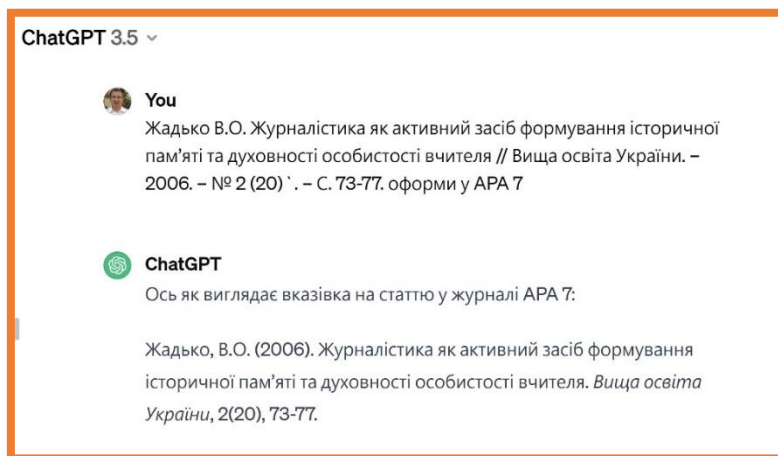 ChatGPT 3.5
You
Жадько В.О. Журналістика як активний засіб формування історичної
пам’яті та духовності особистості вчителя // Вища освіта України. –
2006. – № 2 (20)`. – С. 73-77. оформи у APA 7
ChatGPT
Ось як виглядає вказівка на статтю у журналі APA 7:
Жадько, В.О. (2006). Журналістика як активний засіб формування
історичної пам’яті та духовності особистості вчителя. Вища освіта
України, 2(20), 73-77.